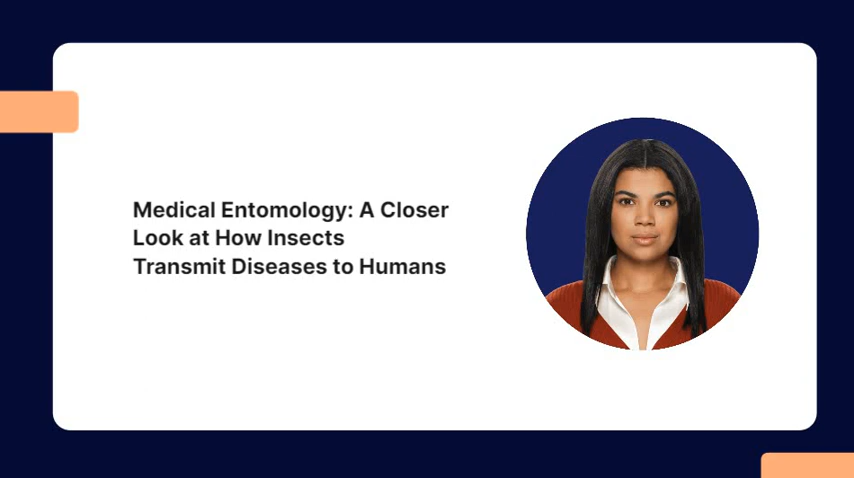 Medical Entomology: A Closer
Look at How Insects
Transmit Diseases to Humans